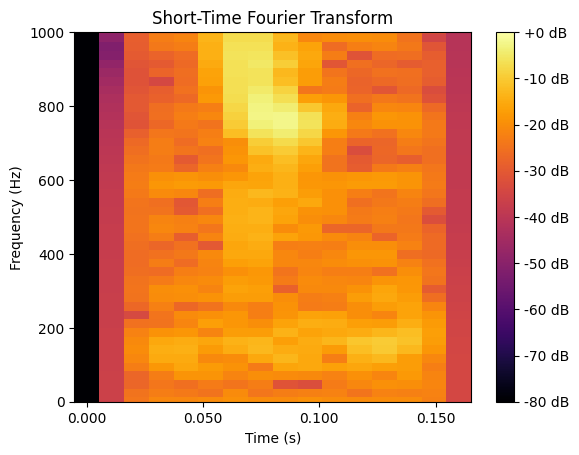 Short-Time Fourier Transform
1000
800
600
400
200
0
Frequency (Hz)
0.000
0.050
0.100
0.150
Time (s)
+0 dB
-10 dB
-20 dB
-30 dB
-40 dB
-50 dB
-60 dB
-70 dB
-80 dB